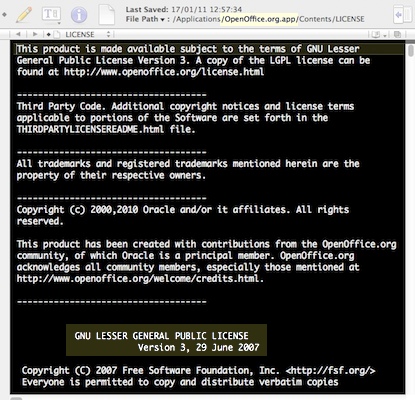 Last Saved: 17/01/11 12:57:34
File Path ▾ : /Applications/OpenOffice.org.app/Contents/LICENSE
LICENSE
This product is made available subject to the terms of GNU Lesser
General Public License Version 3. A copy of the LGPL license can be
found at http://www.openoffice.org/license.html
------------------------------------
Third Party Code. Additional copyright notices and license terms
applicable to portions of the Software are set forth in the
THIRDPARTYLICENSEREADME.html file.
------------------------------------
All trademarks and registered trademarks mentioned herein are the
property of their respective owners.
------------------------------------
Copyright (c) 2000,2010 Oracle and/or it affiliates. All rights
reserved.
This product has been created with contributions from the OpenOffice.org
community, of which Oracle is a principal member. OpenOffice.org
acknowledges all community members, especially those mentioned at
http://www.openoffice.org/welcome/credits.html.
------------------------------------
GNU LESSER GENERAL PUBLIC LICENSE
Version 3, 29 June 2007
Copyright (C) 2007 Free Software Foundation, Inc. <http://fsf.org/>
Everyone is permitted to copy and distribute verbatim copies